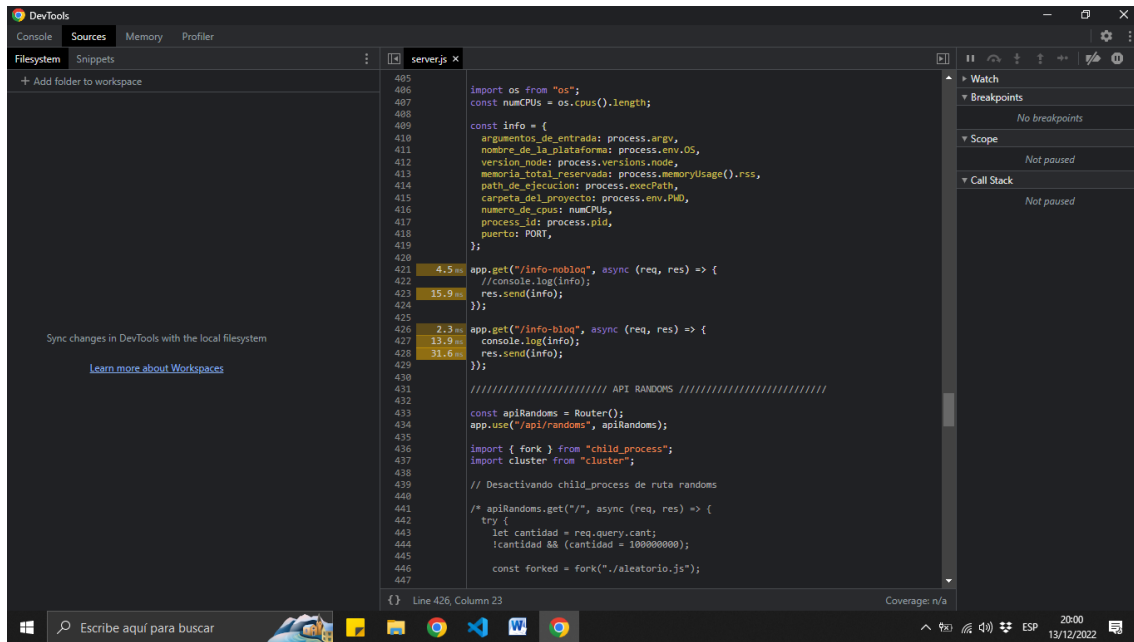 DevTools
Console Sources Memory Profiler
Filesystem Snippets
server.js ×
+ Add folder to workspace
Sync changes in DevTools with the local filesystem
Learn more about Workspaces
405
406 import os from "os";
407 const numCPUs = os.cpus().length;
408
409 const info = {
410 argumentos_de_entrada: process.argv,
411 nombre_de_la_plataforma: process.env.OS,
412 version_node: process.versions.node,
413 memoria_total_reservada: process.memoryUsage().rss,
414 path_de_ejecucion: process.execPath,
415 carpeta_del_proyecto: process.env.PWD,
416 numero_de_cpus: numCPUs,
417 process_id: process.pid,
418 puerto: PORT,
419 };
420
421 4.5 ms app.get("/info-nobloq", async (req, res) => {
422 //console.log(info);
423 15.9 ms res.send(info);
424 });
425
426 2.3 ms app.get("/info-bloq", async (req, res) => {
427 13.9 ms console.log(info);
428 31.6 ms res.send(info);
429 });
430
431 ///////////////////////// API RANDOMS ///////////////////////////
432
433 const apiRandoms = Router();
434 app.use("/api/randoms", apiRandoms);
435
436 import { fork } from "child_process";
437 import cluster from "cluster";
438
439 // Desactivando child_process de ruta randoms
440
441 /* apiRandoms.get("/", async (req, res) => {
442 try {
443 let cantidad = req.query.cant;
444 !cantidad && (cantidad = 100000000);
445
446 const forked = fork("./aleatorio.js");
447
{} Line 426, Column 23
Coverage: n/a
Watch
Breakpoints
No breakpoints
Scope
Not paused
Call Stack
Not paused
Escribe aquí para buscar
ESP
20:00
13/12/2022